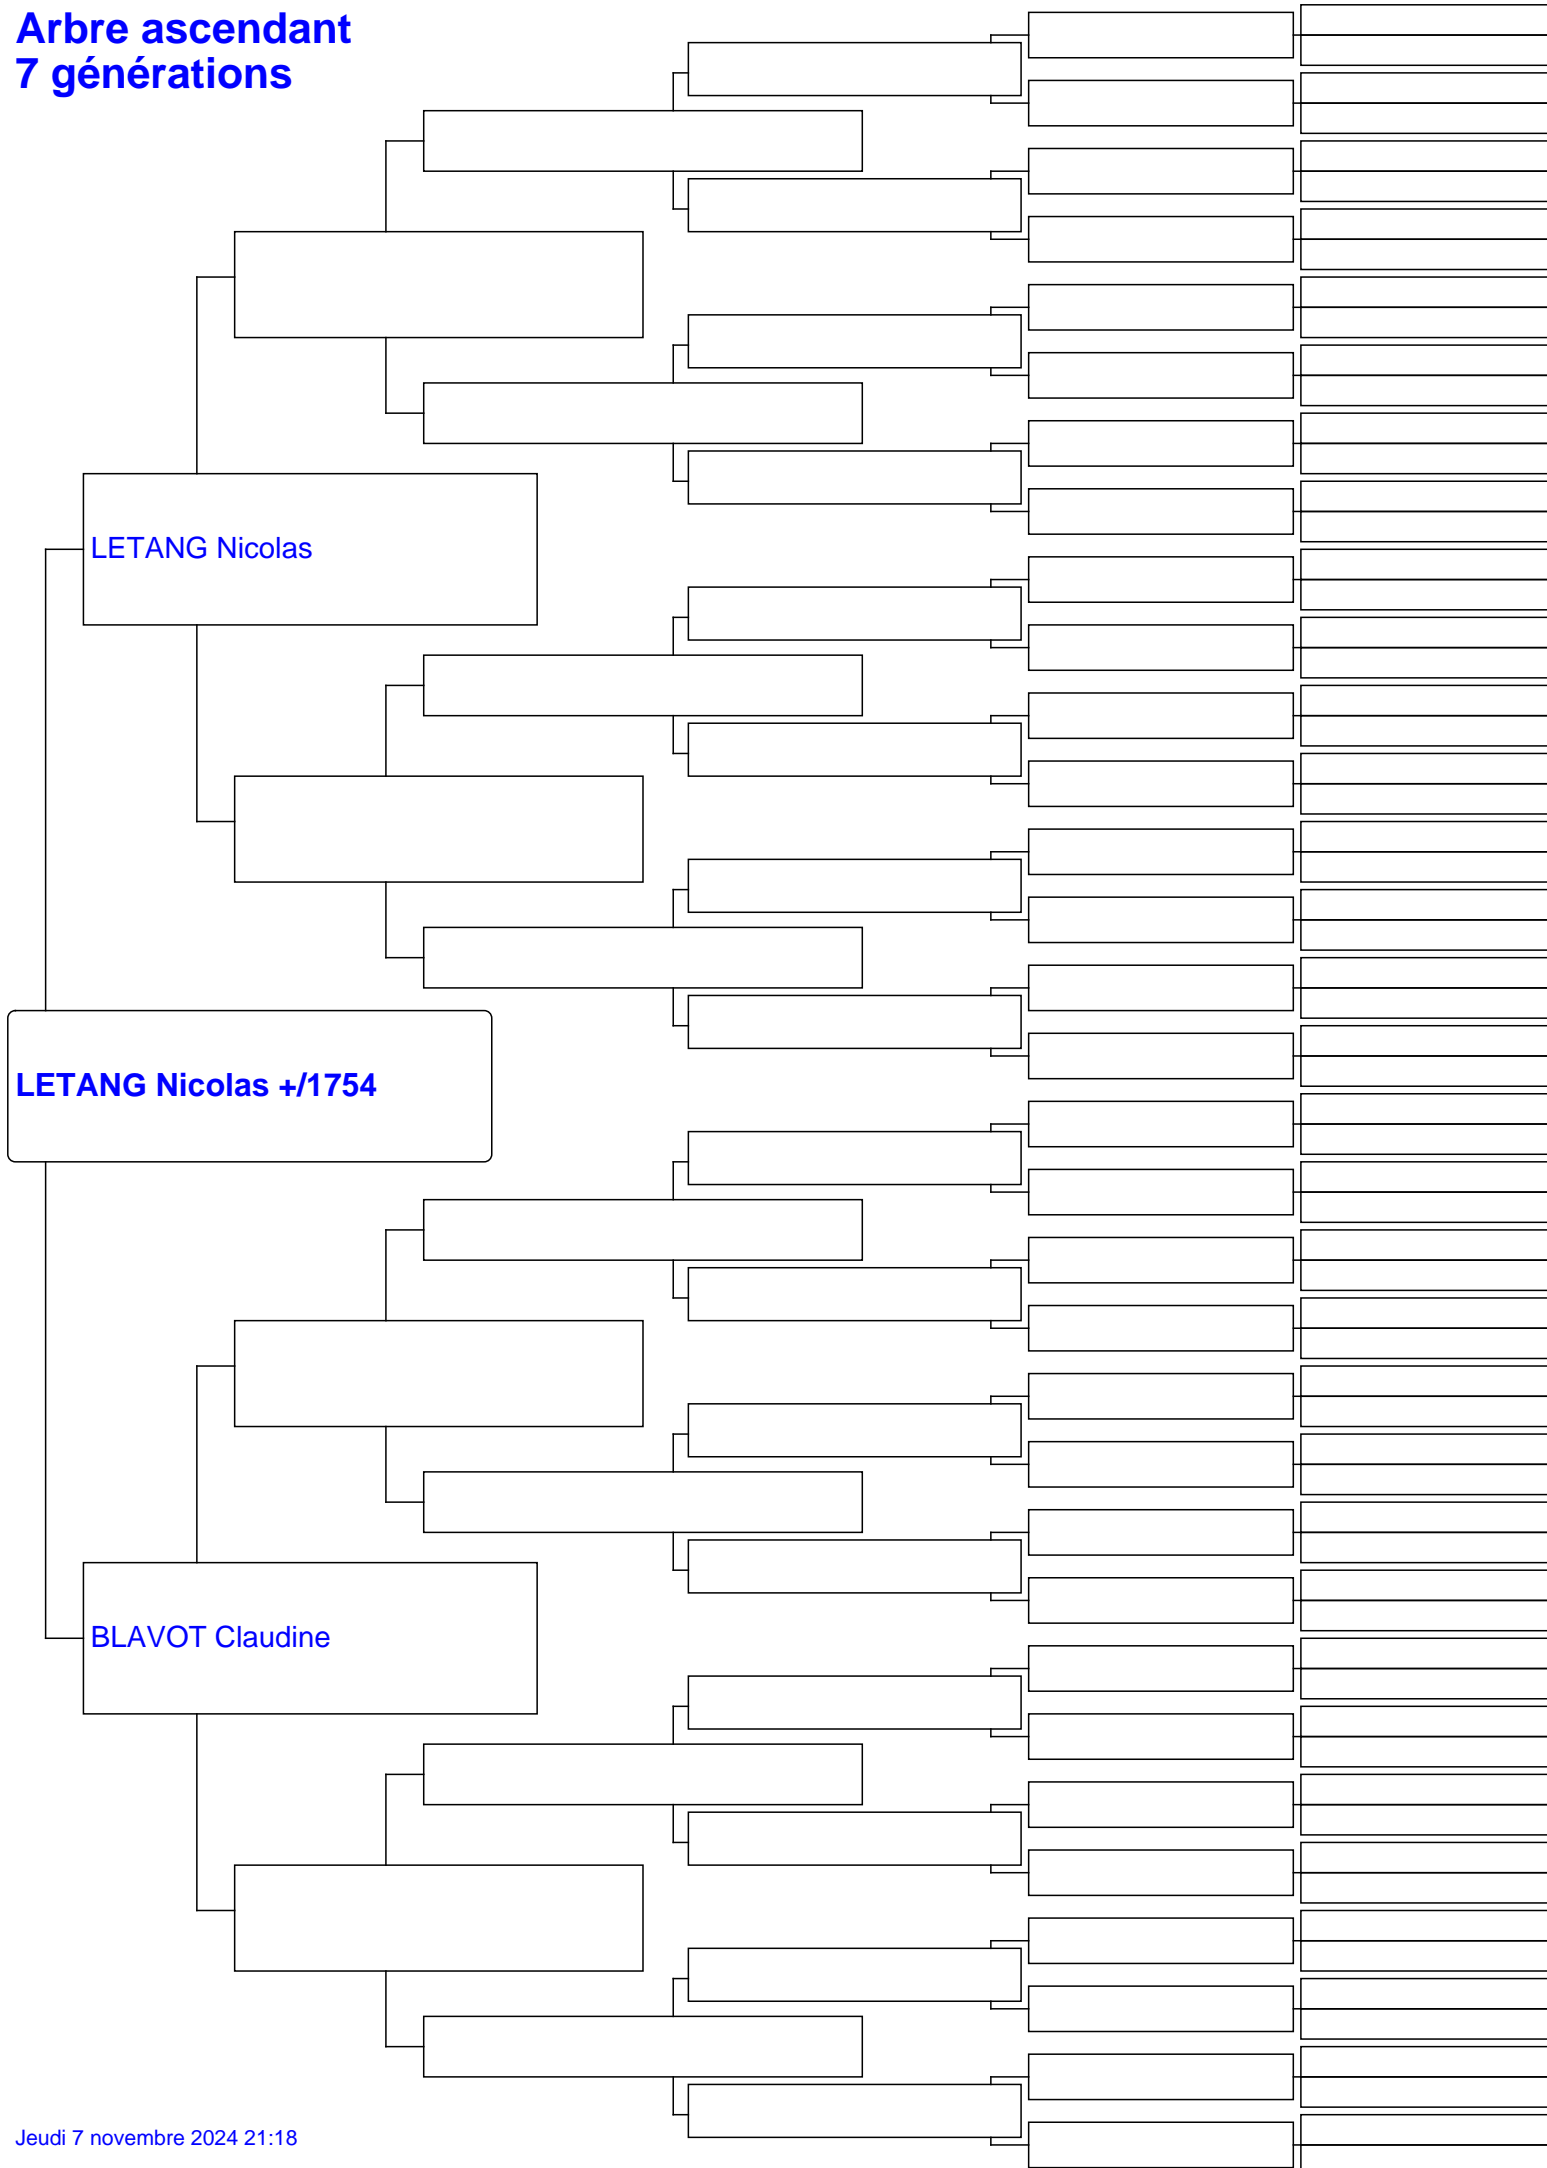 Arbre ascendant
7 générations
LETANG Nicolas
LETANG Nicolas +/1754
BLAVOT Claudine
Jeudi 7 novembre 2024 21:18